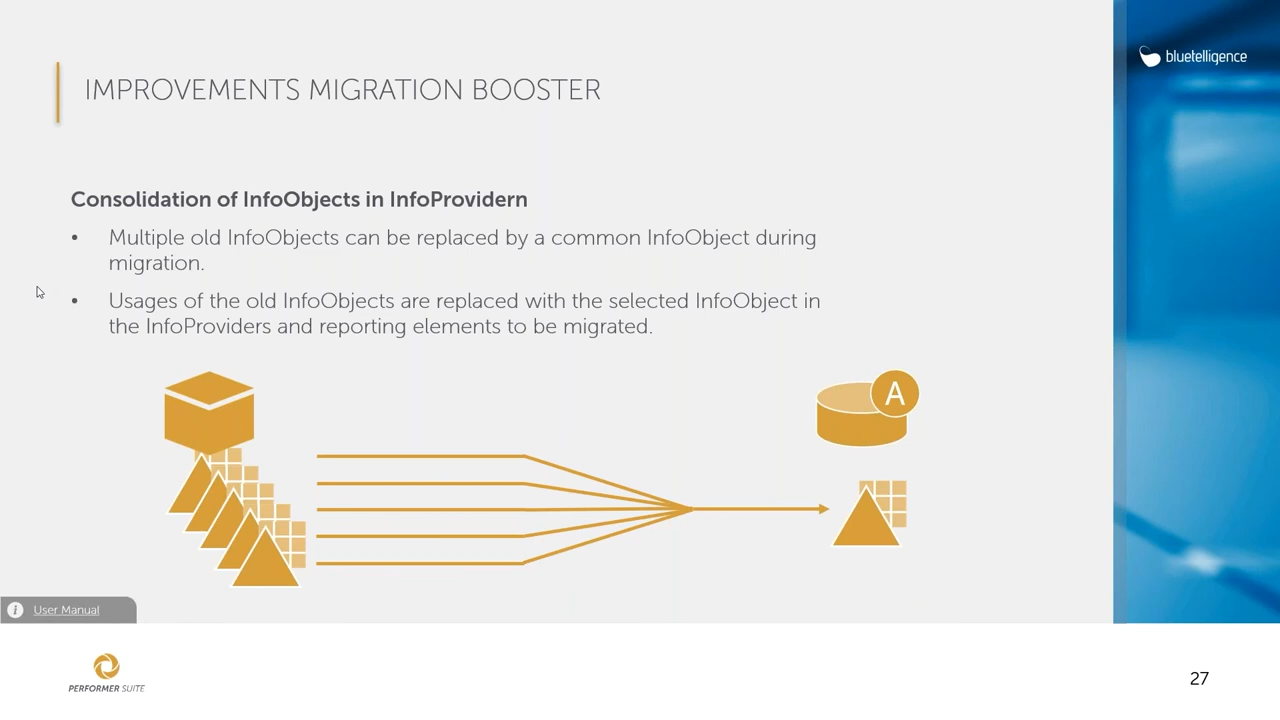 IMPROVEMENTS MIGRATION BOOSTER
bluetelligence
Consolidation of InfoObjects in InfoProvidern
• Multiple old InfoObjects can be replaced by a common InfoObject during
migration.
• Usages of the old InfoObjects are replaced with the selected InfoObject in
the InfoProviders and reporting elements to be migrated.
A
i User Manual
PERFORMER SUITE
27